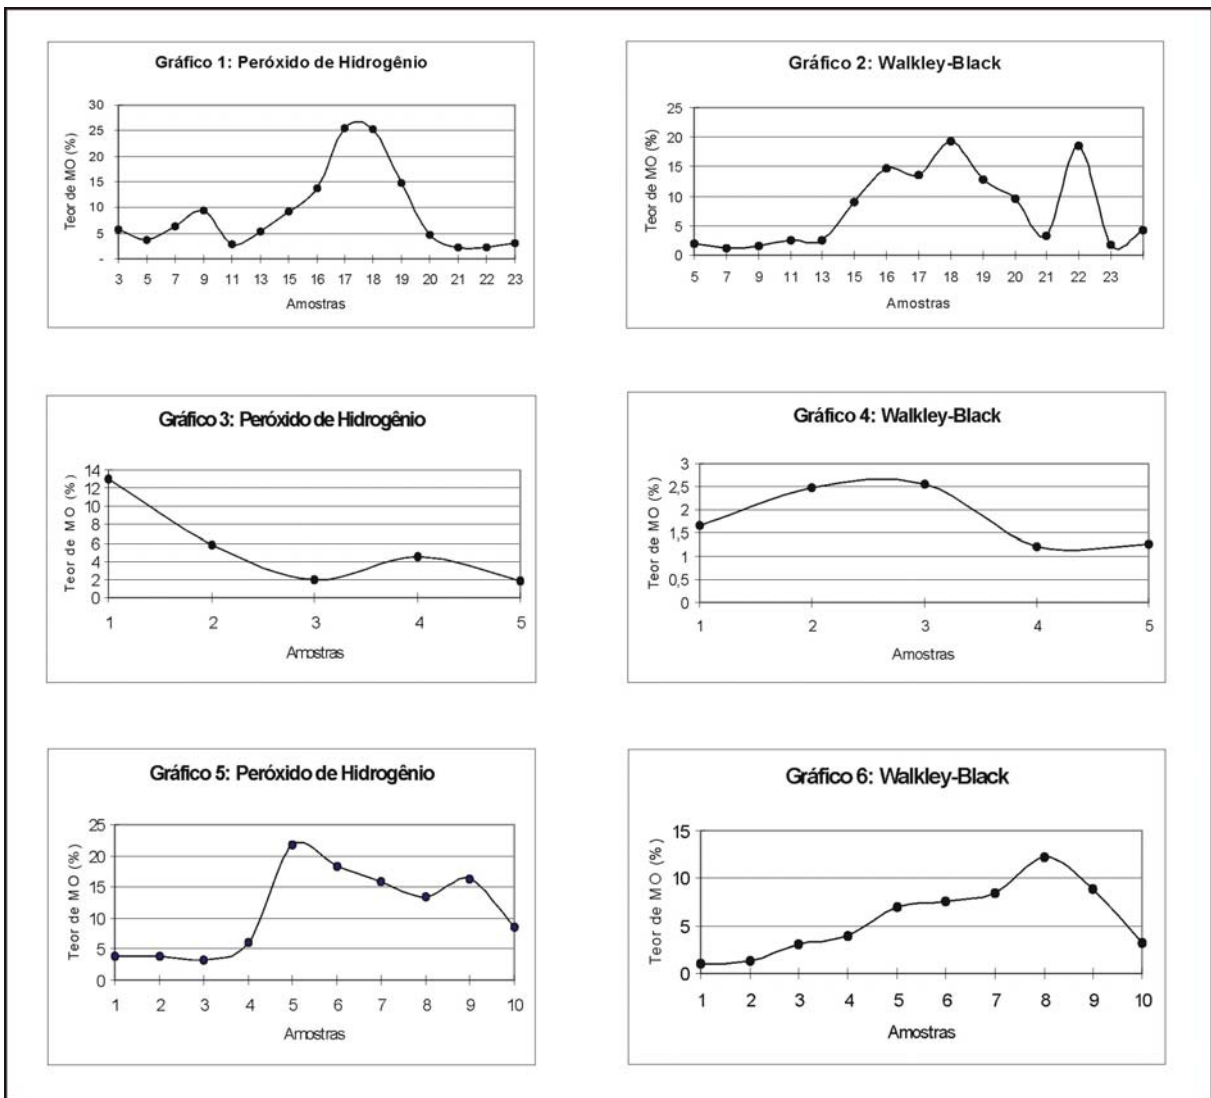 Gráfico 1: Peróxido de Hidrogênio
Teor de MO (%)
30
25
20
15
10
5
-
3 5 7 9 11 13 15 16 17 18 19 20 21 22 23
Amostras
Gráfico 2: Walkley-Black
Teor de MO (%)
25
20
15
10
5
0
5 7 9 11 13 15 16 17 18 19 20 21 22 23
Amostras
Gráfico 3: Peróxido de Hidrogênio
Teor de MO (%)
14
12
10
8
6
4
2
0
1 2 3 4 5
Amostras
Gráfico 4: Walkley-Black
Teor de MO (%)
3
2,5
2
1,5
1
0,5
0
1 2 3 4 5
Amostras
Gráfico 5: Peróxido de Hidrogênio
Teor de MO (%)
25
20
15
10
5
0
1 2 3 4 5 6 7 8 9 10
Amostras
Gráfico 6: Walkley-Black
Teor de MO (%)
15
10
5
0
1 2 3 4 5 6 7 8 9 10
Amostras